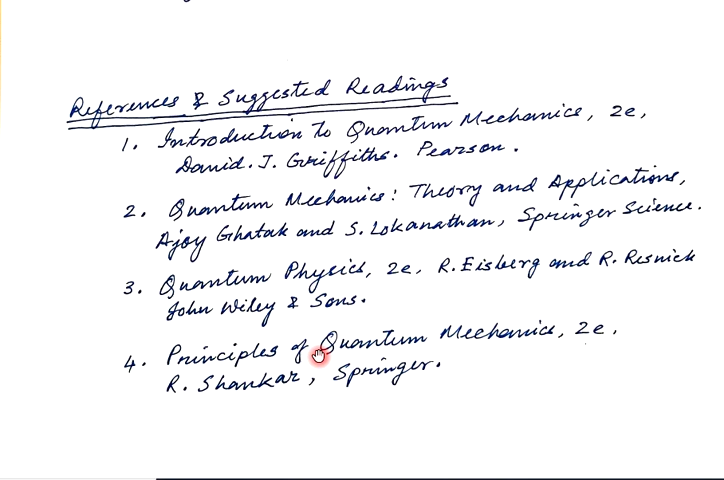 References & Suggested Readings
1. Introduction to Quantum Mechanics, 2e,
David. J. Griffiths. Pearson.
2. Quantum Mechanics: Theory and Applications,
Ajoy Ghatak and S. Lokanathan, Springer Science.
3. Quantum Physics, 2e, R. Eisberg and R. Resnick
John Wiley & Sons.
4. Principles of Quantum Mechanics, 2e,
R. Shankar, Springer.